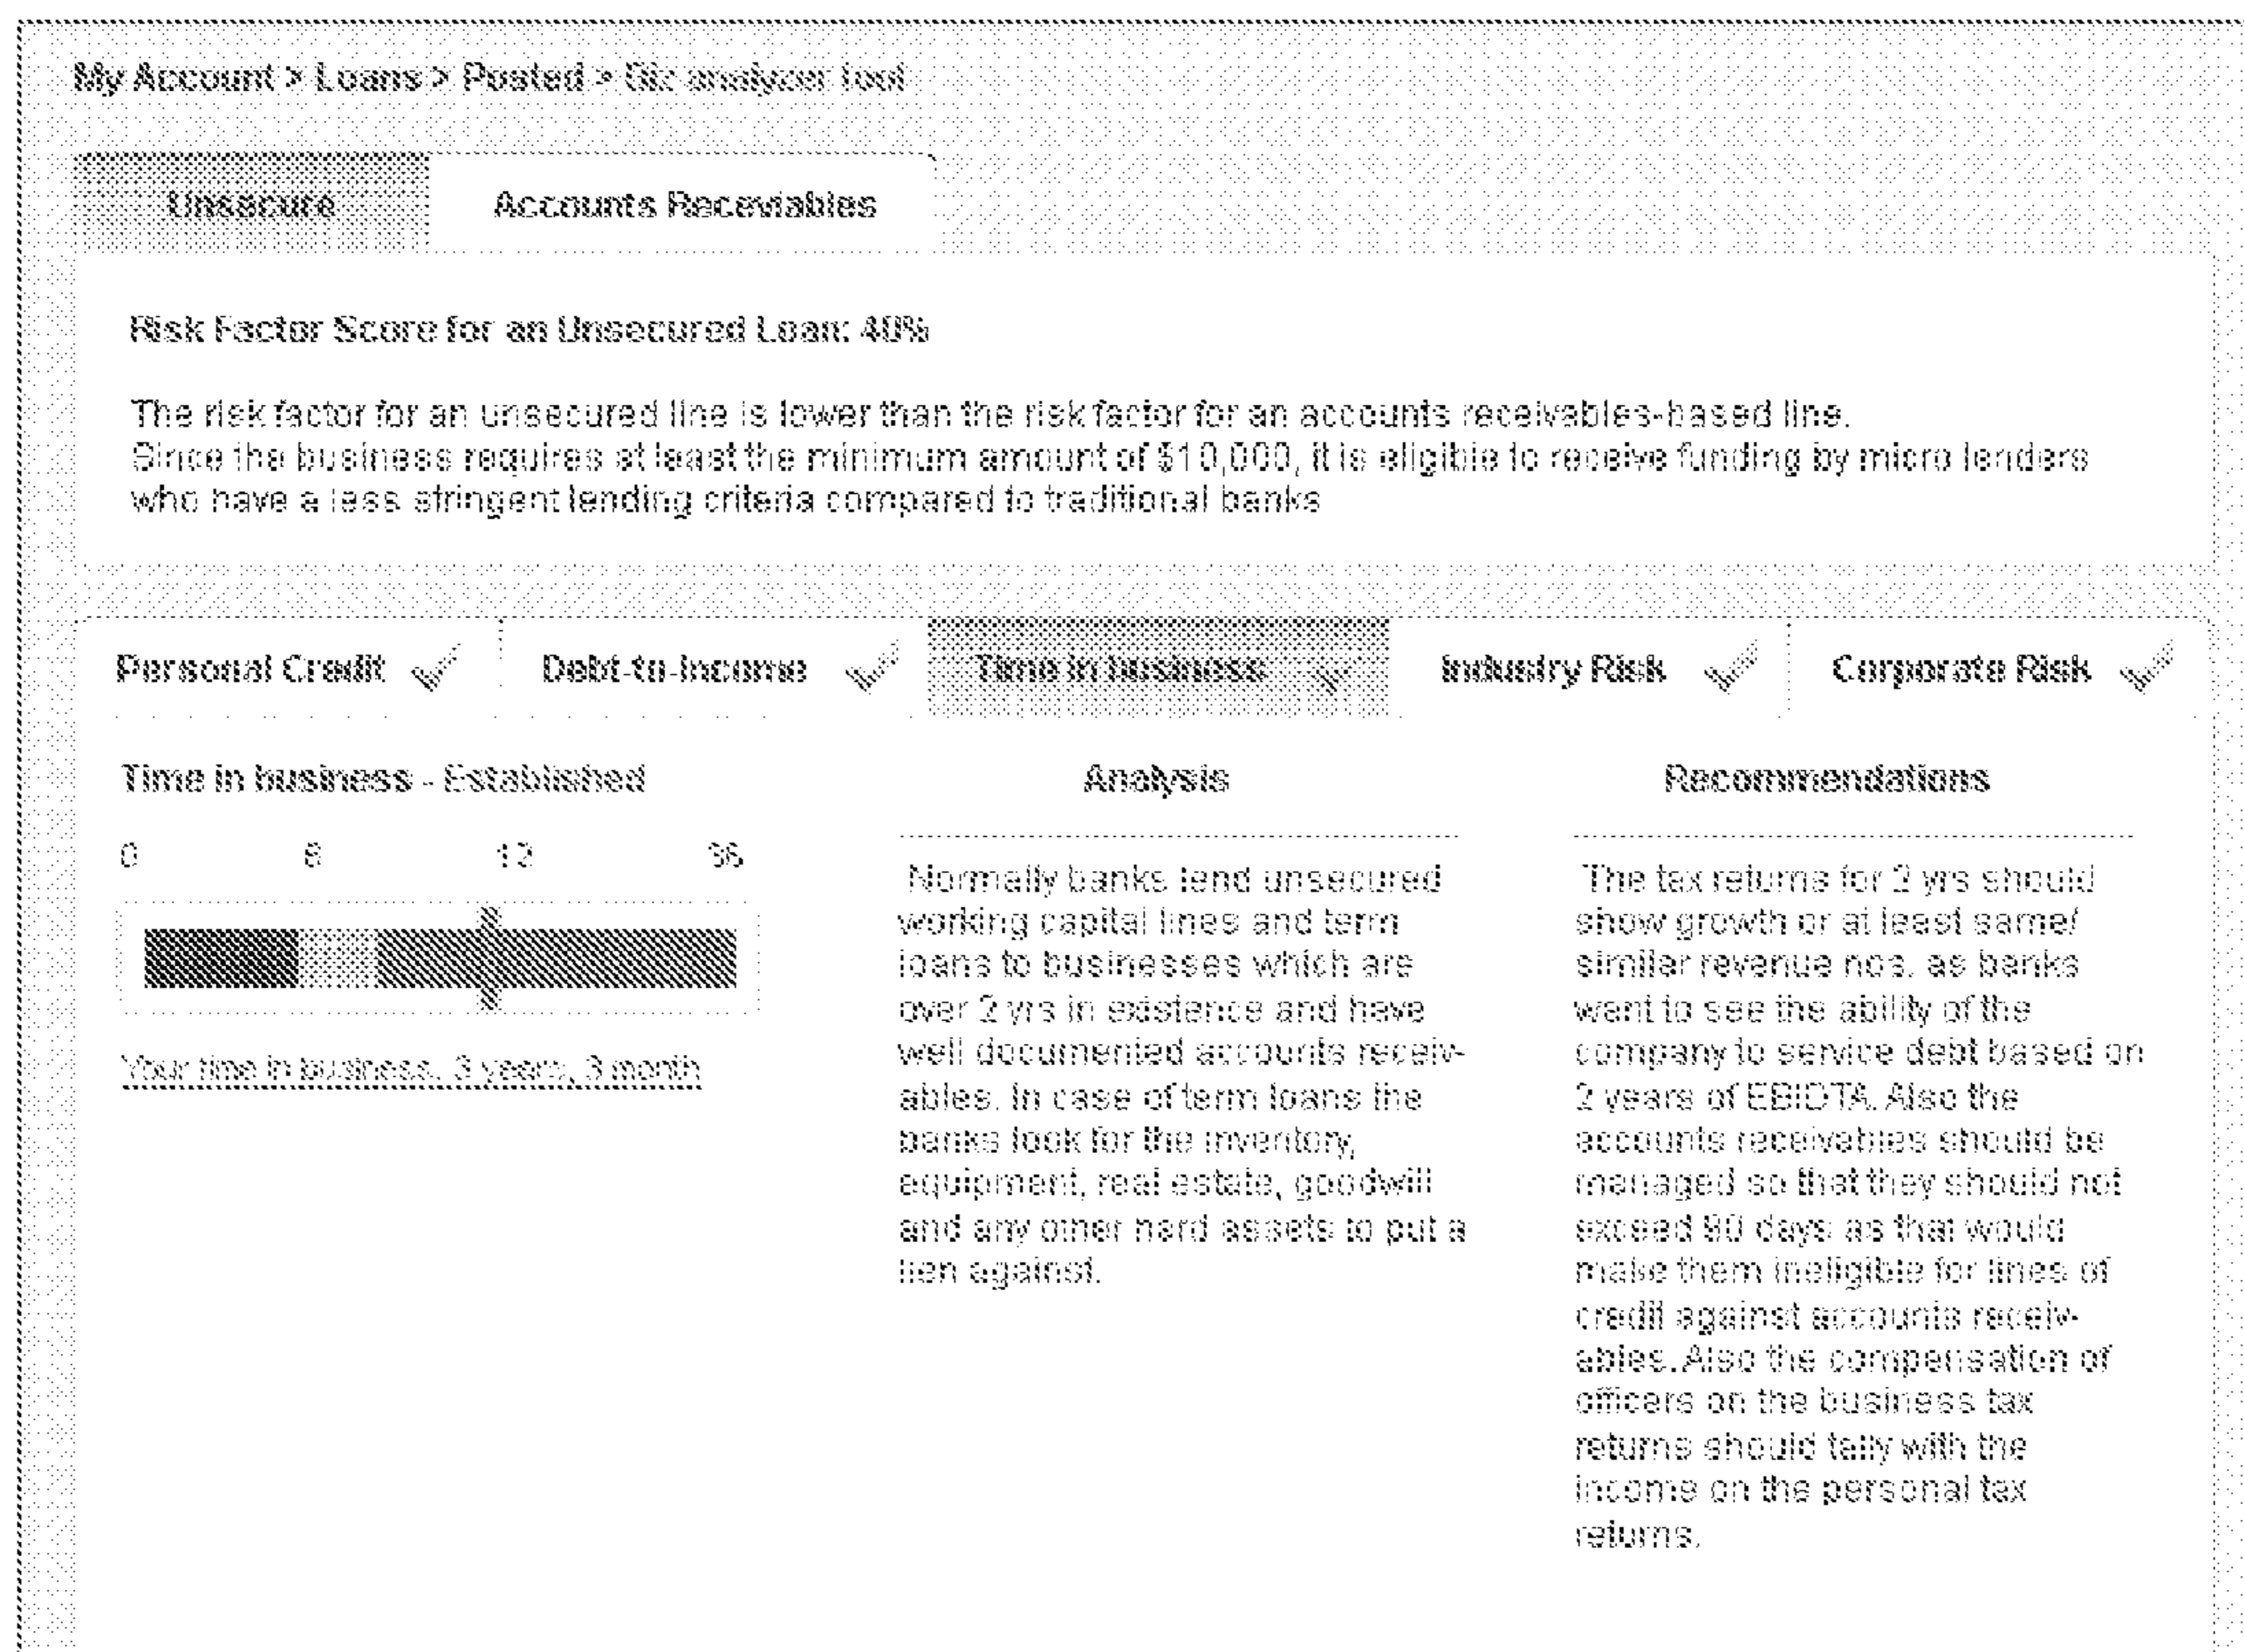 My Account > Loans > Posted > Biz analyzer tool
Unsecure
Accounts Receviables
Risk Factor Score for an Unsecured Loan: 40%
The risk factor for an unsecured line is lower than the risk factor for an accounts receivables-based line.
Since the business requires at least the minimum amount of $10,000, it is eligible to receive funding by micro lenders
who have a less stringent lending criteria compared to traditional banks
Personal Credit
Debt-to-Income
Time in business
Industry Risk
Corporate Risk
Time in business - Established
0 12 36
Your time in business, 3 years, 3 month
Analysis
Normally banks lend unsecured
working capital lines and term
loans to businesses which are
over 2 yrs in existence and have
well documented accounts receiv-
ables. In case of term loans the
banks look for the inventory,
equipment, real estate, goodwill
and any other hard assets to put a
lien against.
Recommendations
The tax returns for 2 yrs should
show growth or at least same/
similar revenue nos. as banks
want to see the ability of the
company to service debt based on
2 years of EBIDTA. Also the
accounts receivables should be
managed so that they should not
exceed 90 days as that would
make them ineligible for lines of
credit against accounts receiv-
ables. Also the compensation of
officers on the business tax
returns should tally with the
income on the personal tax
returns.